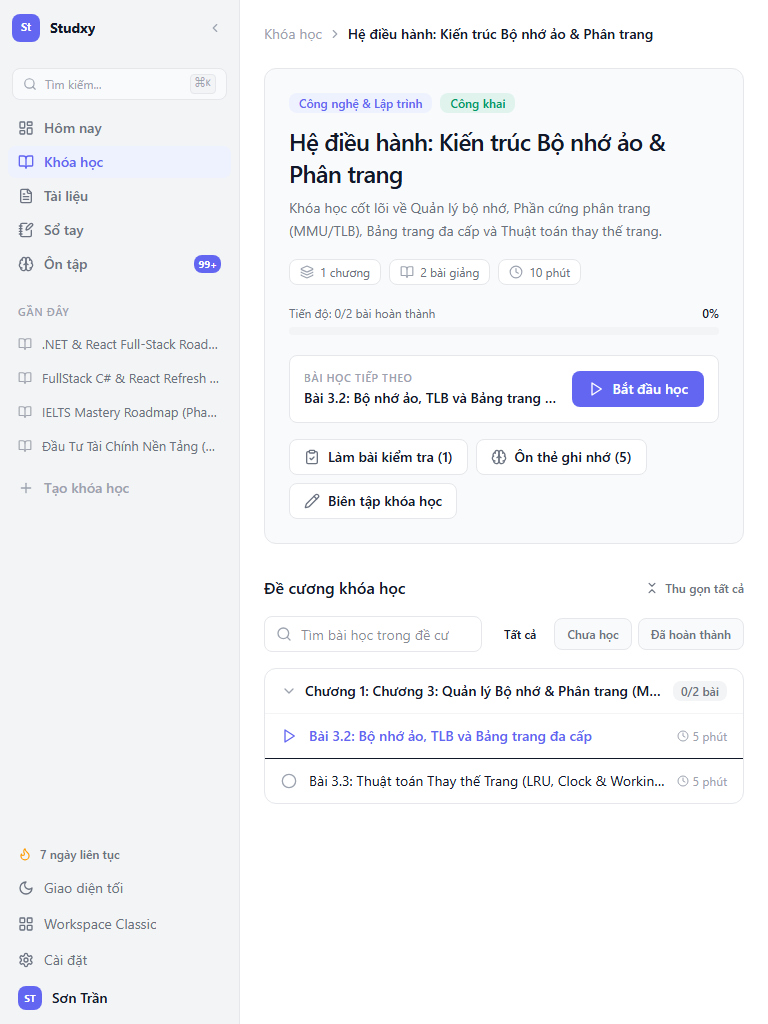 St Studxy
Tìm kiếm... ⌘K
Hôm nay
Khóa học
Tài liệu
Sổ tay
Ôn tập 99+
GẦN ĐÂY
.NET & React Full-Stack Road...
FullStack C# & React Refresh ...
IELTS Mastery Roadmap (Pha...
Đầu Tư Tài Chính Nền Tảng (...
Tạo khóa học
7 ngày liên tục
Giao diện tối
Workspace Classic
Cài đặt
ST Sơn Trần
Khóa học > Hệ điều hành: Kiến trúc Bộ nhớ ảo & Phân trang
Công nghệ & Lập trình Công khai
Hệ điều hành: Kiến trúc Bộ nhớ ảo &
Phân trang
Khóa học cốt lõi về Quản lý bộ nhớ, Phần cứng phân trang
(MMU/TLB), Bảng trang đa cấp và Thuật toán thay thế trang.
1 chương 2 bài giảng 10 phút
Tiến độ: 0/2 bài hoàn thành 0%
BÀI HỌC TIẾP THEO
Bài 3.2: Bộ nhớ ảo, TLB và Bảng trang ...
Bắt đầu học
Làm bài kiểm tra (1) Ôn thẻ ghi nhớ (5)
Biên tập khóa học
Đề cương khóa học Thu gọn tất cả
Tìm bài học trong đề cư Tất cả Chưa học Đã hoàn thành
Chương 1: Chương 3: Quản lý Bộ nhớ & Phân trang (M... 0/2 bài
Bài 3.2: Bộ nhớ ảo, TLB và Bảng trang đa cấp 5 phút
Bài 3.3: Thuật toán Thay thế Trang (LRU, Clock & Workin... 5 phút